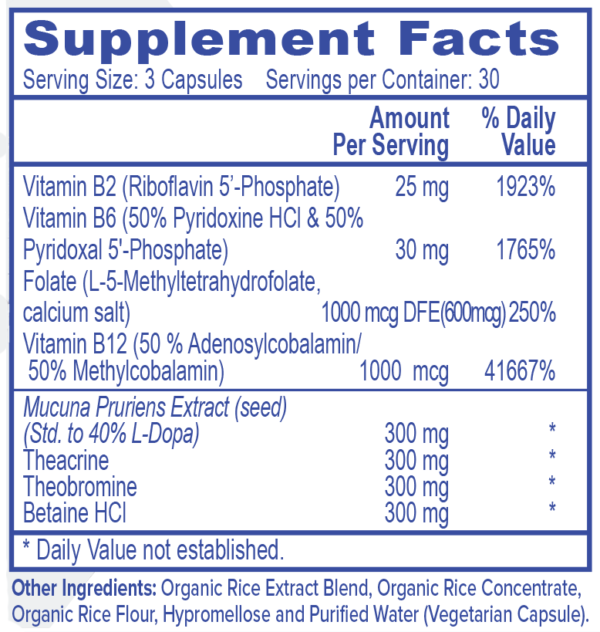 Supplement Facts
Serving Size: 3 Capsules Servings per Container: 30
Amount % Daily
Per Serving Value
Vitamin B2 (Riboflavin 5’-Phosphate) 25 mg 1923%
Vitamin B6 (50% Pyridoxine HCl & 50%
Pyridoxal 5'-Phosphate) 30 mg 1765%
Folate (L-5-Methyltetrahydrofolate,
calcium salt) 1000 mcg DFE(600mcg) 250%
Vitamin B12 (50 % Adenosylcobalamin/
50% Methylcobalamin) 1000 mcg 41667%
Mucuna Pruriens Extract (seed)
(Std. to 40% L-Dopa) 300 mg *
Theacrine 300 mg *
Theobromine 300 mg *
Betaine HCl 300 mg *
* Daily Value not established.
Other Ingredients: Organic Rice Extract Blend, Organic Rice Concentrate,
Organic Rice Flour, Hypromellose and Purified Water (Vegetarian Capsule).